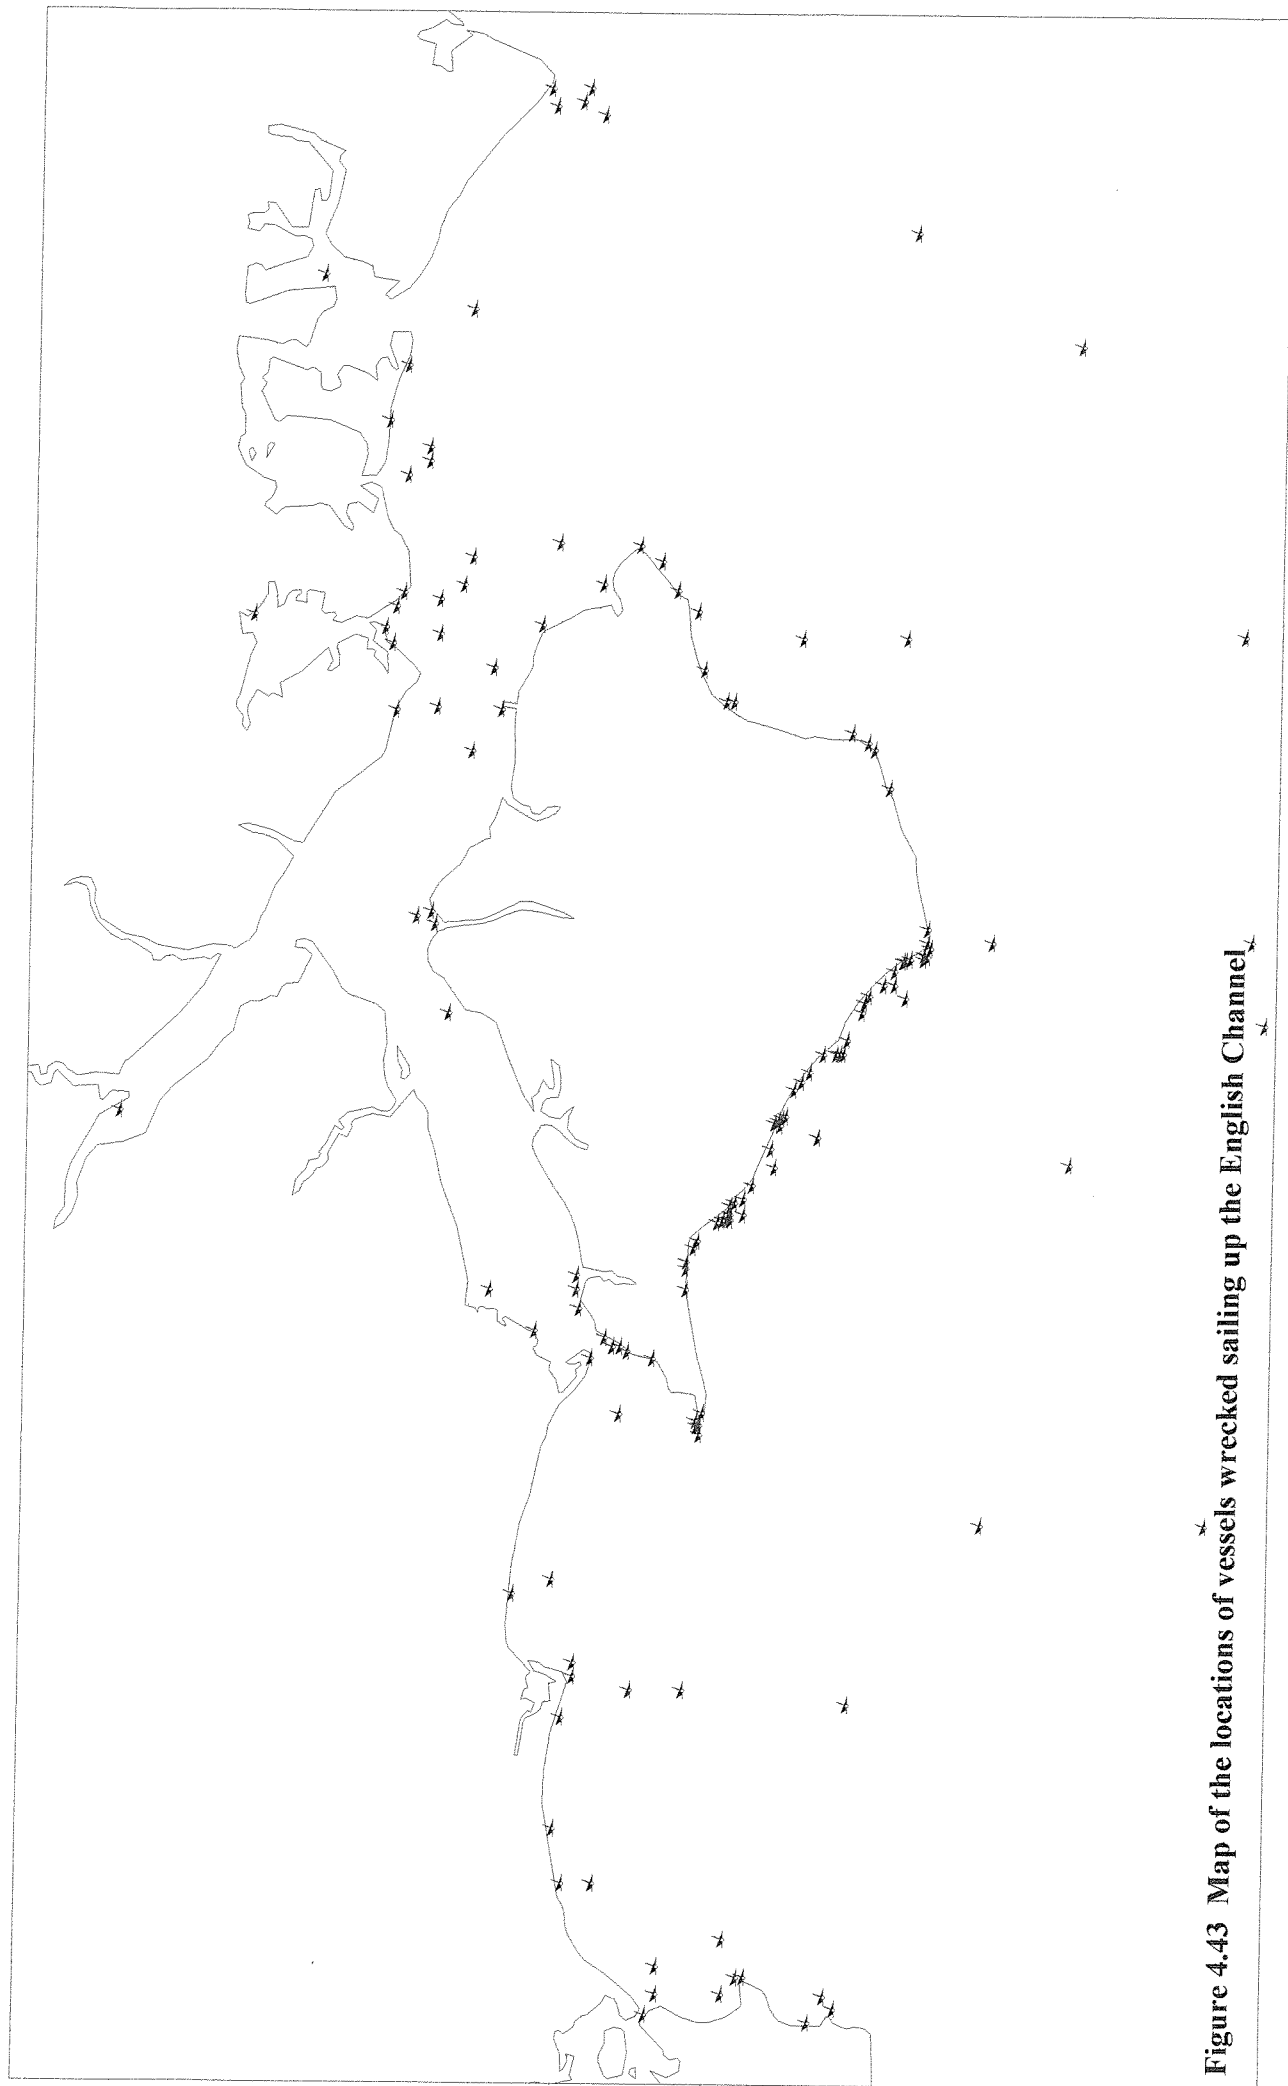 Figure 4.43 Map of the locations of vessels wrecked sailing up the English Channel